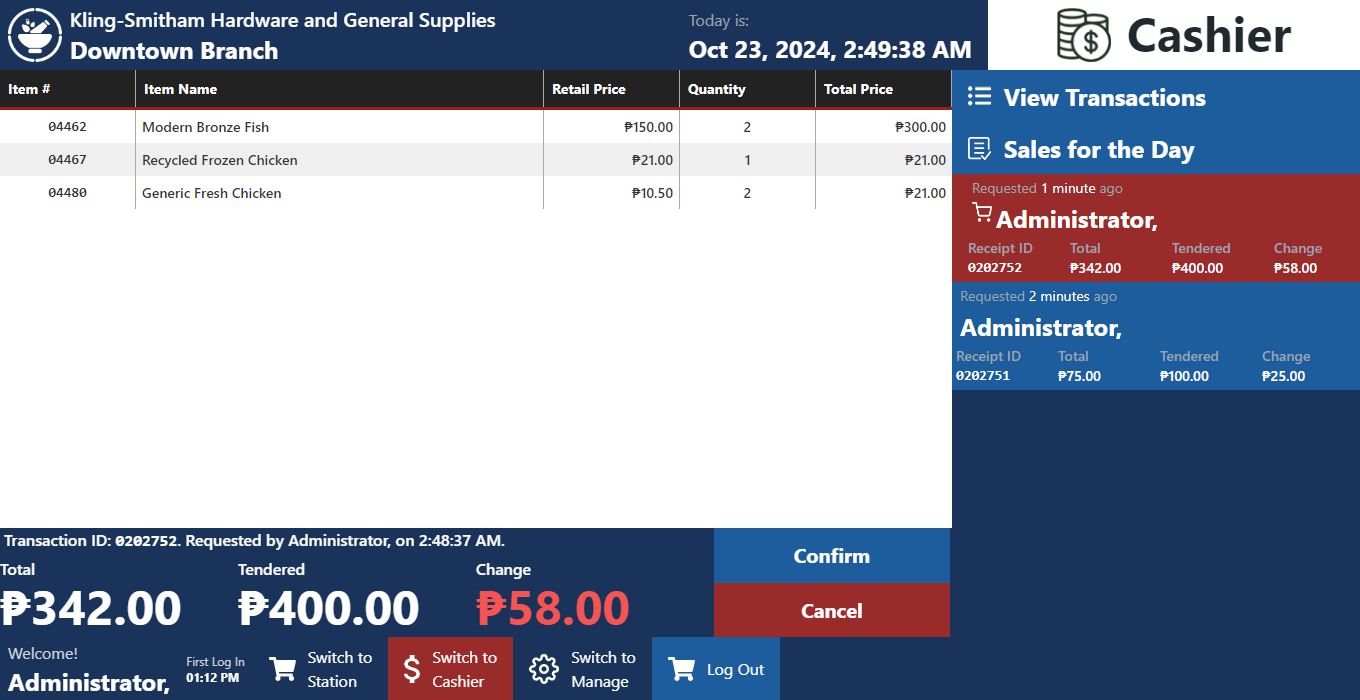 Kling-Smitham Hardware and General Supplies
Downtown Branch
Today is:
Oct 23, 2024, 2:49:38 AM
Cashier
Item # Item Name Retail Price Quantity Total Price
04462 Modern Bronze Fish ₱150.00 2 ₱300.00
04467 Recycled Frozen Chicken ₱21.00 1 ₱21.00
04480 Generic Fresh Chicken ₱10.50 2 ₱21.00
View Transactions
Sales for the Day
Requested 1 minute ago
Administrator,
Receipt ID Total Tendered Change
0202752 ₱342.00 ₱400.00 ₱58.00
Requested 2 minutes ago
Administrator,
Receipt ID Total Tendered Change
0202751 ₱75.00 ₱100.00 ₱25.00
Transaction ID: 0202752. Requested by Administrator, on 2:48:37 AM.
Total Tendered Change
₱342.00 ₱400.00 ₱58.00
Confirm
Cancel
Welcome!
Administrator,
First Log In
01:12 PM
Switch to
Station
Switch to
Cashier
Switch to
Manage
Log Out